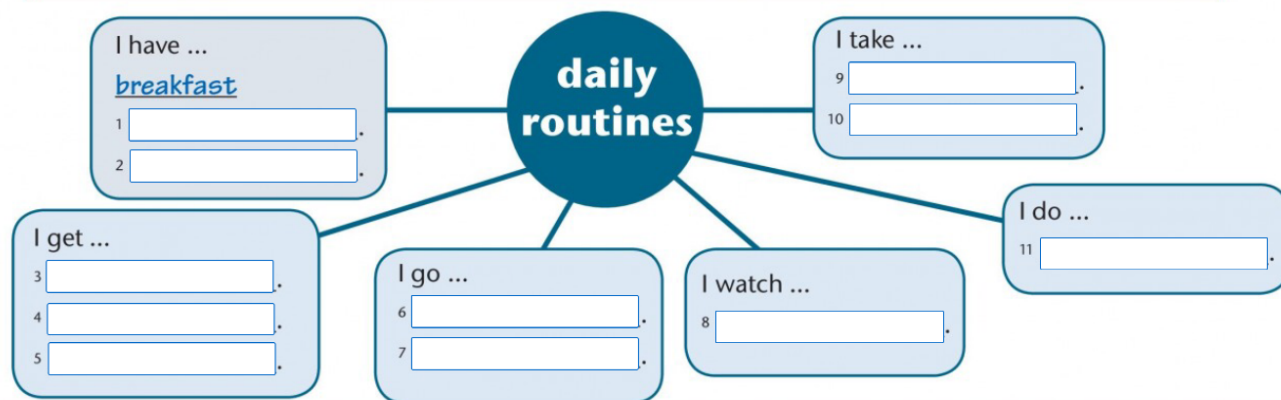 daily
routines
I have ...
breakfast
1 .
2 .
I get ...
3 .
4 .
5 .
I go ...
6 .
7 .
I watch ...
8 .
I take ...
9 .
10 .
I do ...
11 .